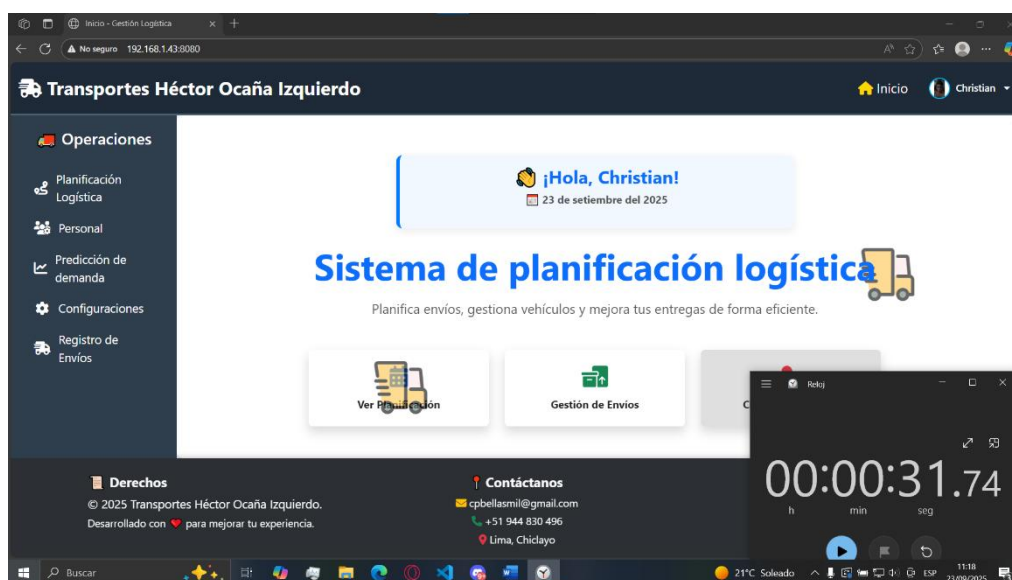 Inicio - Gestión Logística
No seguro 192.168.1.43:8080
Transportes Héctor Ocaña Izquierdo
Inicio
Christian
Operaciones
Planificación
Logística
Personal
Predicción de
demanda
Configuraciones
Registro de
Envíos
¡Hola, Christian!
23 de setiembre del 2025
Sistema de planificación logística
Planifica envíos, gestiona vehículos y mejora tus entregas de forma eficiente.
Ver Planificación
Gestión de Envíos
C
Reloj
00:00:31.74
h min seg
Derechos
© 2025 Transportes Héctor Ocaña Izquierdo.
Desarrollado con para mejorar tu experiencia.
Contáctanos
cpbellasmil@gmail.com
+51 944 830 496
Lima, Chiclayo
Buscar
21°C Soleado
ESP
11:18
23/09/2025